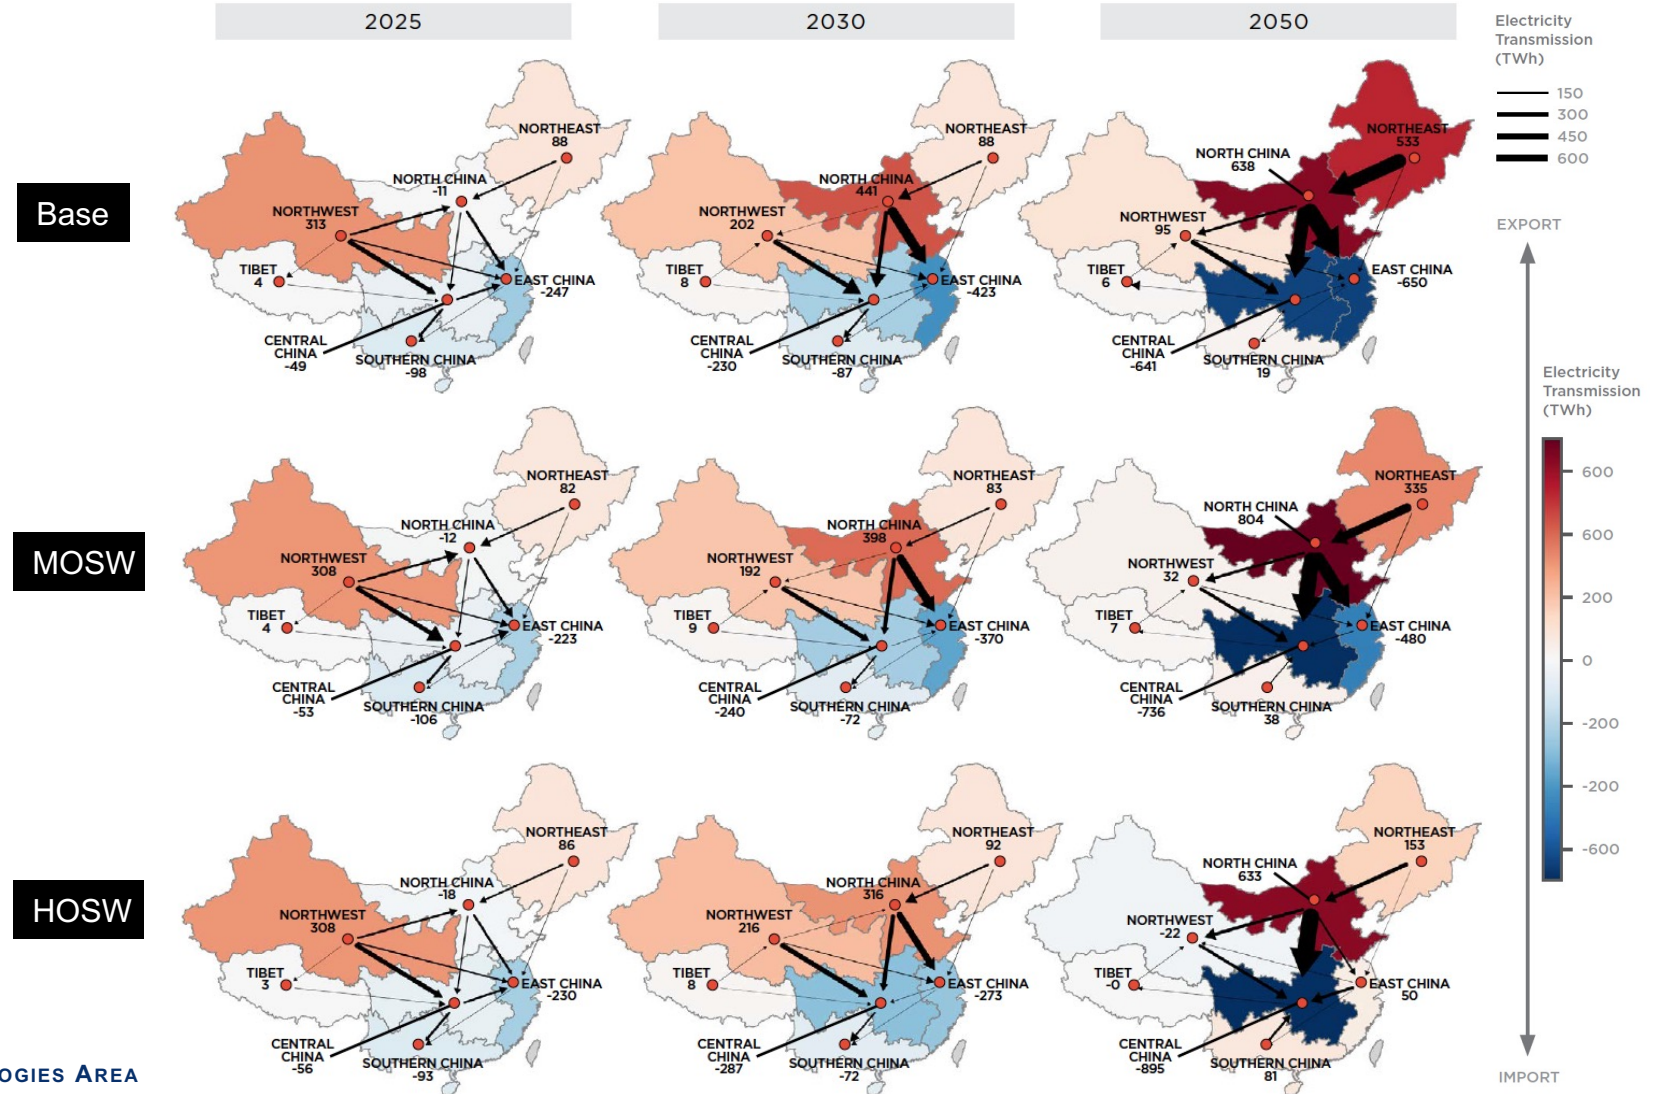 2025
2030
2050
Electricity
Transmission
(TWh)
150
300
450
600
Base
NORTHEAST
88
NORTH CHINA
-11
NORTHWEST
313
TIBET
4
EAST CHINA
-247
CENTRAL
CHINA
-49
SOUTHERN CHINA
-98
NORTHEAST
88
NORTH CHINA
441
NORTHWEST
202
TIBET
8
EAST CHINA
-423
CENTRAL
CHINA
-230
SOUTHERN CHINA
-87
NORTHEAST
533
NORTH CHINA
638
NORTHWEST
95
TIBET
6
EAST CHINA
-650
CENTRAL
CHINA
-641
SOUTHERN CHINA
19
EXPORT
Electricity
Transmission
(TWh)
600
600
200
0
-200
-200
-600
IMPORT
MOSW
NORTHEAST
82
NORTH CHINA
-12
NORTHWEST
308
TIBET
4
EAST CHINA
-223
CENTRAL
CHINA
-53
SOUTHERN CHINA
-106
NORTHEAST
83
NORTH CHINA
398
NORTHWEST
192
TIBET
9
EAST CHINA
-370
CENTRAL
CHINA
-240
SOUTHERN CHINA
-72
NORTHEAST
335
NORTH CHINA
804
NORTHWEST
32
TIBET
7
EAST CHINA
-480
CENTRAL
CHINA
-736
SOUTHERN CHINA
38
HOSW
NORTHEAST
86
NORTH CHINA
-18
NORTHWEST
308
TIBET
3
EAST CHINA
-230
CENTRAL
CHINA
-56
SOUTHERN CHINA
-93
NORTHEAST
92
NORTH CHINA
316
NORTHWEST
216
TIBET
8
EAST CHINA
-273
CENTRAL
CHINA
-287
SOUTHERN CHINA
-72
NORTHEAST
153
NORTH CHINA
633
NORTHWEST
-22
TIBET
-0
EAST CHINA
50
CENTRAL
CHINA
-895
SOUTHERN CHINA
81
OGIES AREA